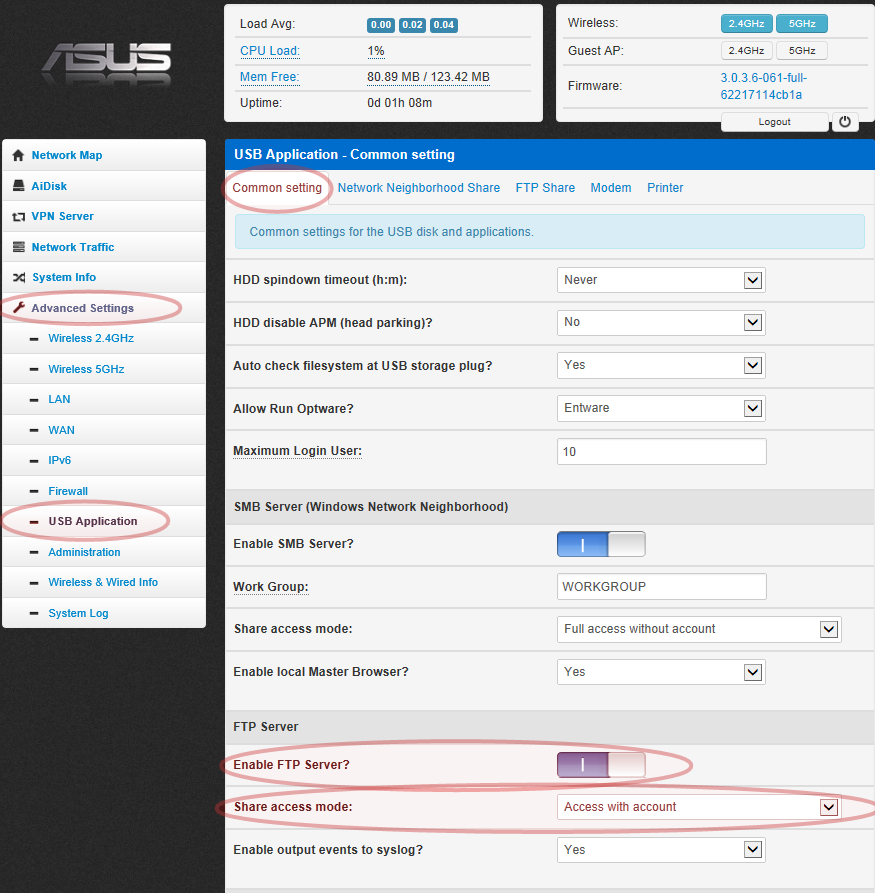 ASUS
Load Avg: 0.00 0.02 0.04
CPU Load: 1%
Mem Free: 80.89 MB / 123.42 MB
Uptime: 0d 01h 08m
Wireless: 2.4GHz 5GHz
Guest AP: 2.4GHz 5GHz
Firmware: 3.0.3.6-061-full-
62217114cb1a
Logout
Network Map
AiDisk
VPN Server
Network Traffic
System Info
Advanced Settings
Wireless 2.4GHz
Wireless 5GHz
LAN
WAN
IPv6
Firewall
USB Application
Administration
Wireless & Wired Info
System Log
USB Application - Common setting
Common setting Network Neighborhood Share FTP Share Modem Printer
Common settings for the USB disk and applications.
HDD spindown timeout (h:m): Never
HDD disable APM (head parking)? No
Auto check filesystem at USB storage plug? Yes
Allow Run Optware? Entware
Maximum Login User: 10
SMB Server (Windows Network Neighborhood)
Enable SMB Server?
Work Group: WORKGROUP
Share access mode: Full access without account
Enable local Master Browser? Yes
FTP Server
Enable FTP Server?
Share access mode: Access with account
Enable output events to syslog? Yes